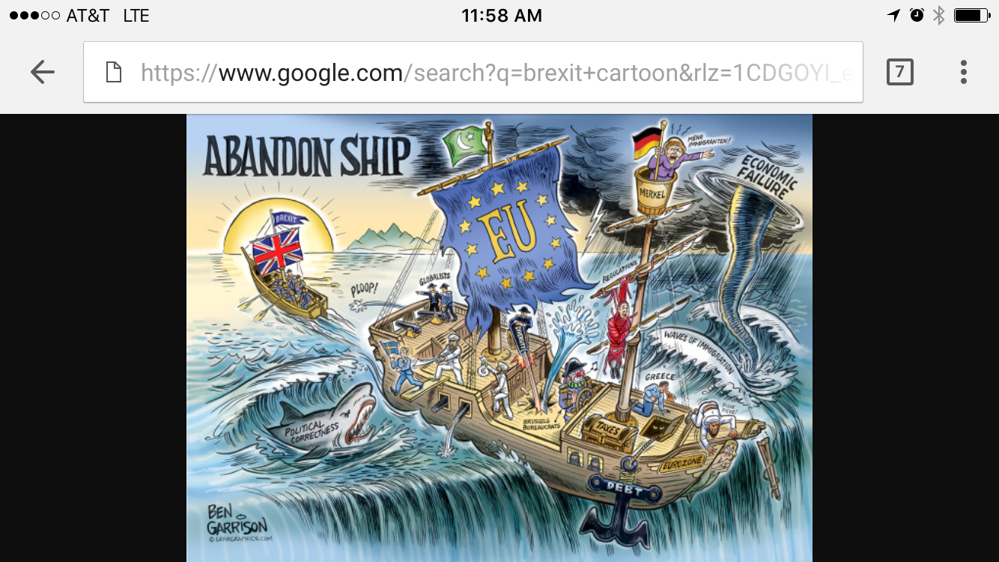 AT&T LTE
11:58 AM
https://www.google.com/search?q=brexit+cartoon&rlz=1CDGOYI_e
7
ABANDON SHIP
MEHR
IMMIGRANTEN!
MERKEL
ECONOMIC
FAILURE
BREXIT
EU
PLOOP!
GLOBALISTS
REGULATIONS
DIVERSITY
WAVES OF IMMIGRATION
GREECE
POLITICAL
CORRECTNESS
BRUSSELS
BUREAUCRATS
TAXES
EUROZONE
DEBT
BEN
GARRISON
© GRRRGRAPHICS.COM